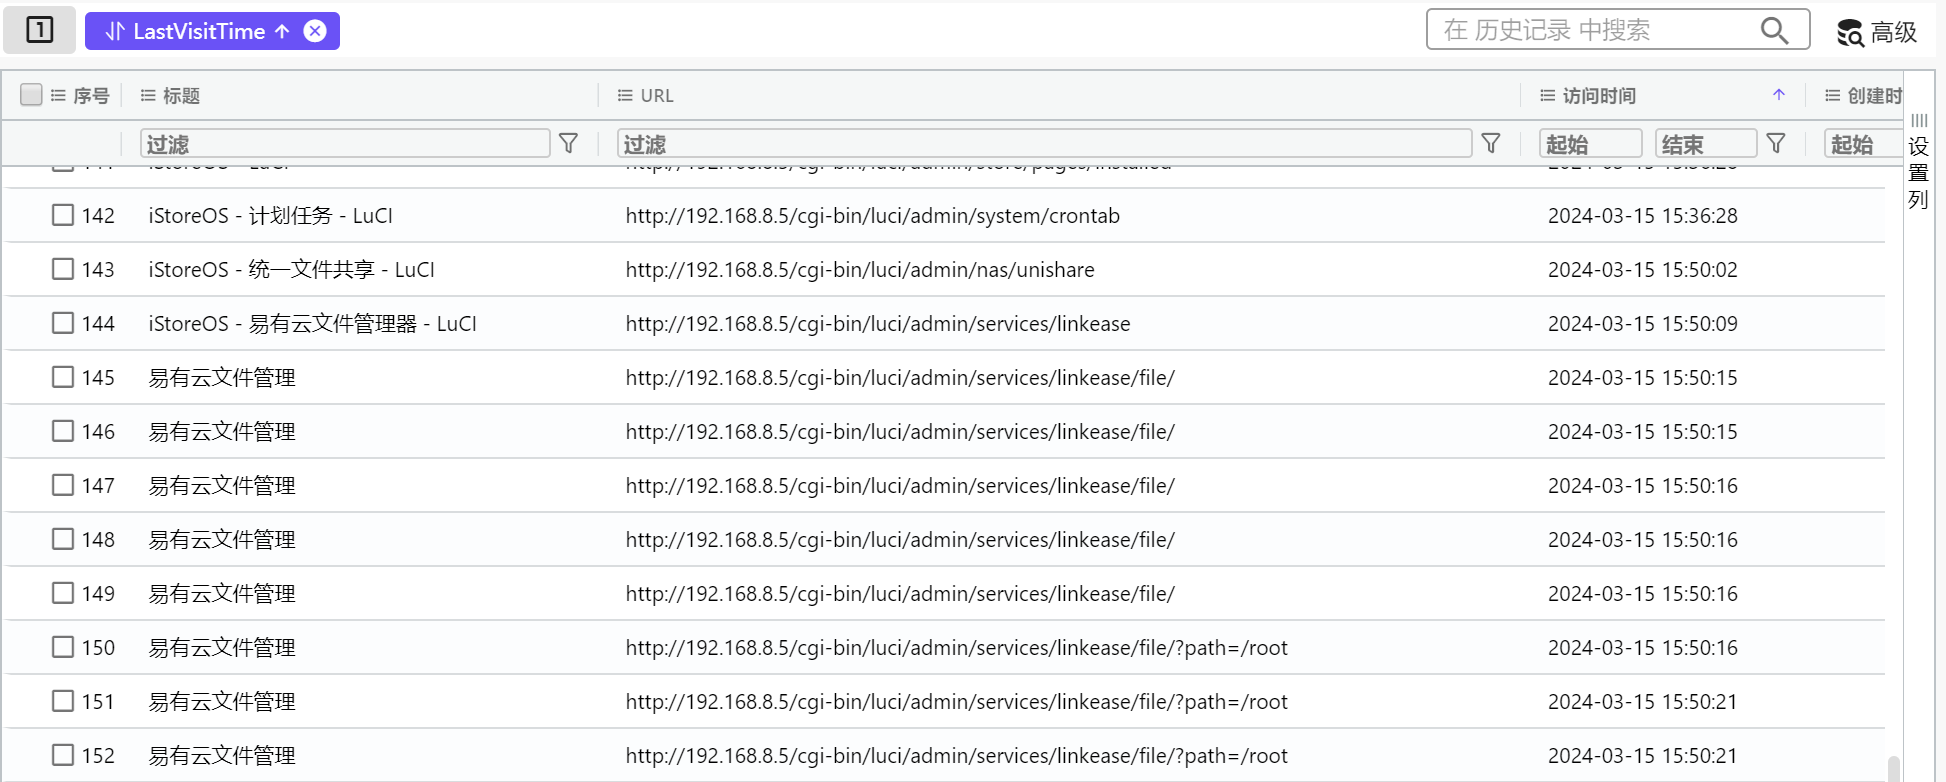 1 LastVisitTime 在 历史记录 中搜索 高级
序号 标题 URL 访问时间 创建时
过滤 过滤 起始 结束 起始
设置列
142 iStoreOS - 计划任务 - LuCI http://192.168.8.5/cgi-bin/luci/admin/system/crontab 2024-03-15 15:36:28
143 iStoreOS - 统一文件共享 - LuCI http://192.168.8.5/cgi-bin/luci/admin/nas/unishare 2024-03-15 15:50:02
144 iStoreOS - 易有云文件管理器 - LuCI http://192.168.8.5/cgi-bin/luci/admin/services/linkease 2024-03-15 15:50:09
145 易有云文件管理 http://192.168.8.5/cgi-bin/luci/admin/services/linkease/file/ 2024-03-15 15:50:15
146 易有云文件管理 http://192.168.8.5/cgi-bin/luci/admin/services/linkease/file/ 2024-03-15 15:50:15
147 易有云文件管理 http://192.168.8.5/cgi-bin/luci/admin/services/linkease/file/ 2024-03-15 15:50:16
148 易有云文件管理 http://192.168.8.5/cgi-bin/luci/admin/services/linkease/file/ 2024-03-15 15:50:16
149 易有云文件管理 http://192.168.8.5/cgi-bin/luci/admin/services/linkease/file/ 2024-03-15 15:50:16
150 易有云文件管理 http://192.168.8.5/cgi-bin/luci/admin/services/linkease/file/?path=/root 2024-03-15 15:50:16
151 易有云文件管理 http://192.168.8.5/cgi-bin/luci/admin/services/linkease/file/?path=/root 2024-03-15 15:50:21
152 易有云文件管理 http://192.168.8.5/cgi-bin/luci/admin/services/linkease/file/?path=/root 2024-03-15 15:50:21